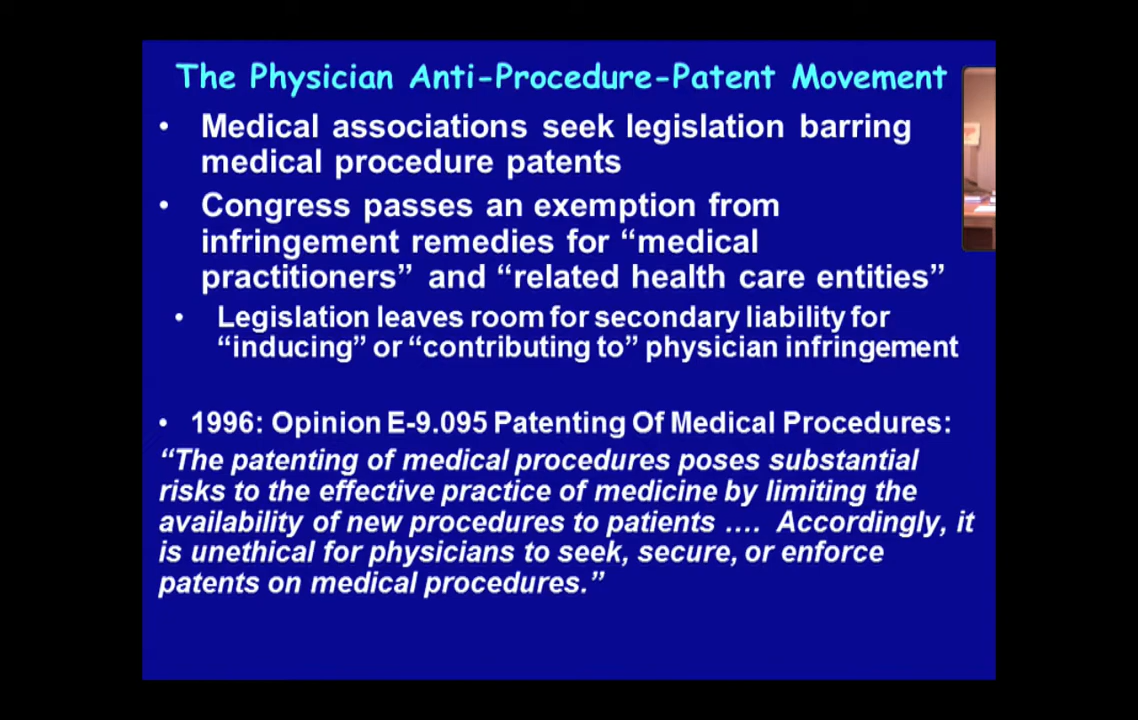 The Physician Anti-Procedure-Patent Movement
• Medical associations seek legislation barring
medical procedure patents
• Congress passes an exemption from
infringement remedies for “medical
practitioners” and “related health care entities”
• Legislation leaves room for secondary liability for
“inducing” or “contributing to” physician infringement
• 1996: Opinion E-9.095 Patenting Of Medical Procedures:
“The patenting of medical procedures poses substantial
risks to the effective practice of medicine by limiting the
availability of new procedures to patients …. Accordingly, it
is unethical for physicians to seek, secure, or enforce
patents on medical procedures.”